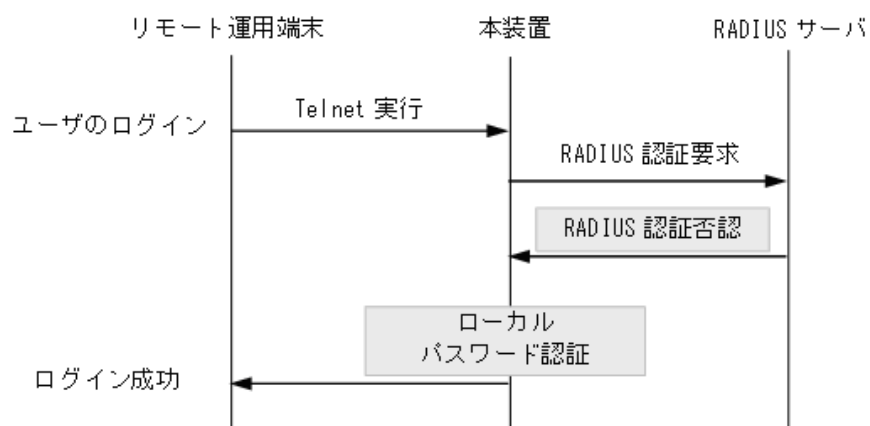 リモート運用端末
本装置
RADIUS サーバ
ユーザのログイン
Telnet 実行
RADIUS 認証要求
RADIUS 認証否認
ローカル
パスワード認証
ログイン成功